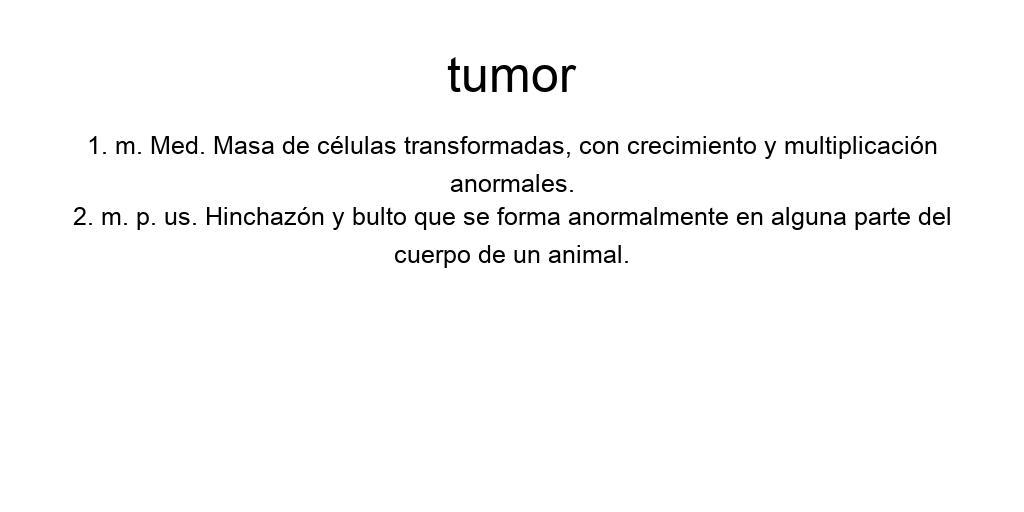 tumor
1. m. Med. Masa de células transformadas, con crecimiento y multiplicación
anormales.
2. m. p. us. Hinchazón y bulto que se forma anormalmente en alguna parte del
cuerpo de un animal.